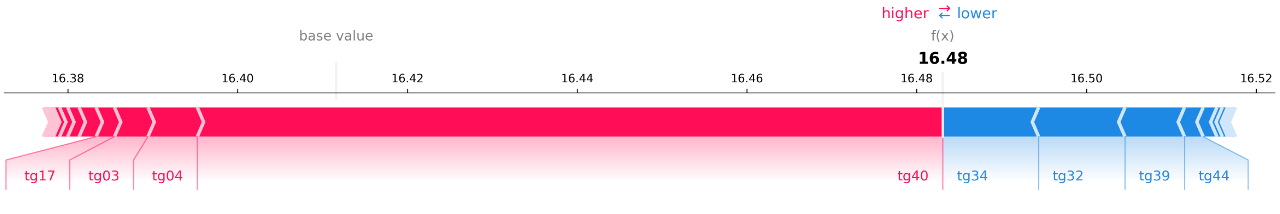 higher ⇄ lower
base value f(x)
16.48
16.38 16.40 16.42 16.44 16.46 16.48 16.50 16.52
tg17 tg03 tg04 tg40 tg34 tg32 tg39 tg44